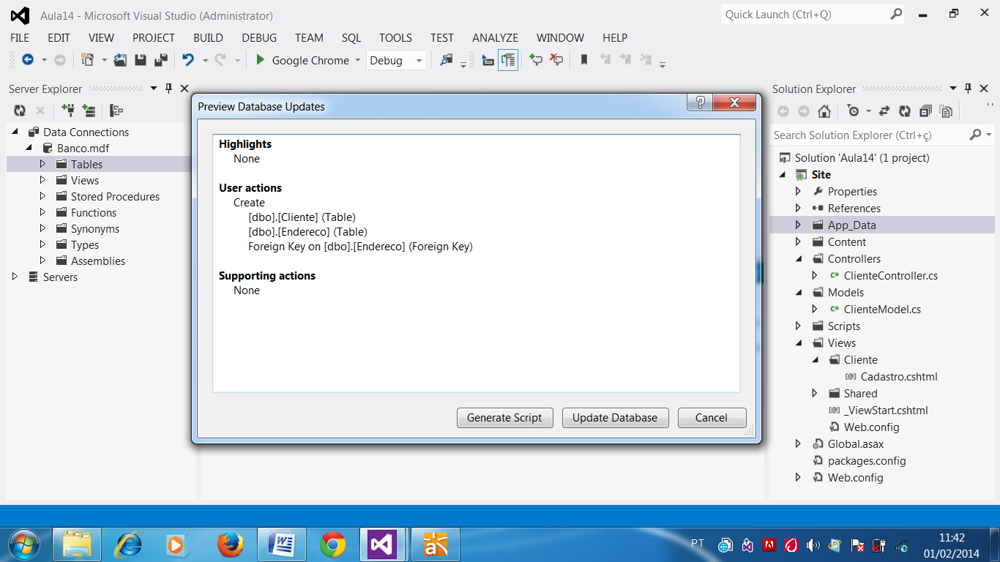 Aula14 - Microsoft Visual Studio (Administrator)
Quick Launch (Ctrl+Q)
FILE EDIT VIEW PROJECT BUILD DEBUG TEAM SQL TOOLS TEST ANALYZE WINDOW HELP
Google Chrome Debug
Server Explorer
Data Connections
Banco.mdf
Tables
Views
Stored Procedures
Functions
Synonyms
Types
Assemblies
Servers
Preview Database Updates
Highlights
None
User actions
Create
[dbo].[Cliente] (Table)
[dbo].[Endereco] (Table)
Foreign Key on [dbo].[Endereco] (Foreign Key)
Supporting actions
None
Generate Script Update Database Cancel
Solution Explorer
Search Solution Explorer (Ctrl+ç)
Solution 'Aula14' (1 project)
Site
Properties
References
App_Data
Content
Controllers
C# ClienteController.cs
Models
C# ClienteModel.cs
Scripts
Views
Cliente
[@] Cadastro.cshtml
Shared
[@] _ViewStart.cshtml
Web.config
Global.asax
packages.config
Web.config
PT
11:42
01/02/2014